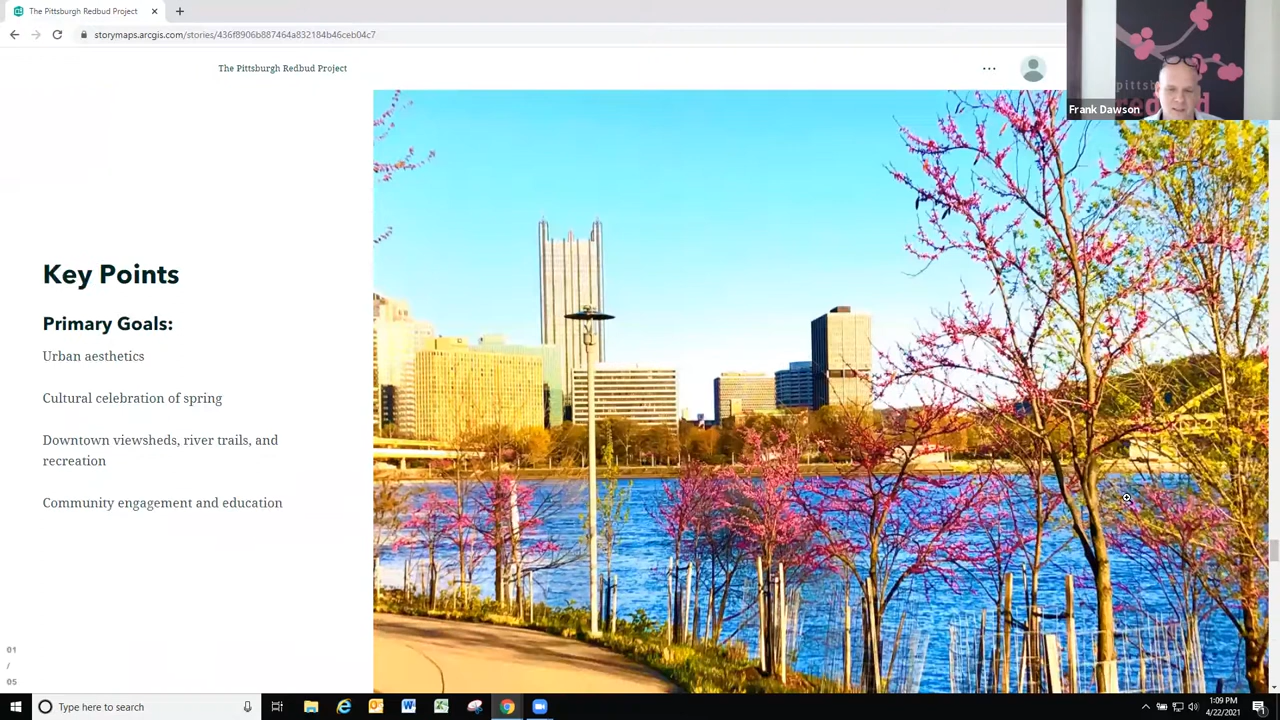 The Pittsburgh Redbud Project
storymaps.arcgis.com/stories/436f8906b887464a832184b46ceb04c7
The Pittsburgh Redbud Project
Frank Dawson
Key Points
Primary Goals:
Urban aesthetics
Cultural celebration of spring
Downtown viewsheds, river trails, and
recreation
Community engagement and education
01
/
05
Type here to search
1:09 PM
4/22/2021